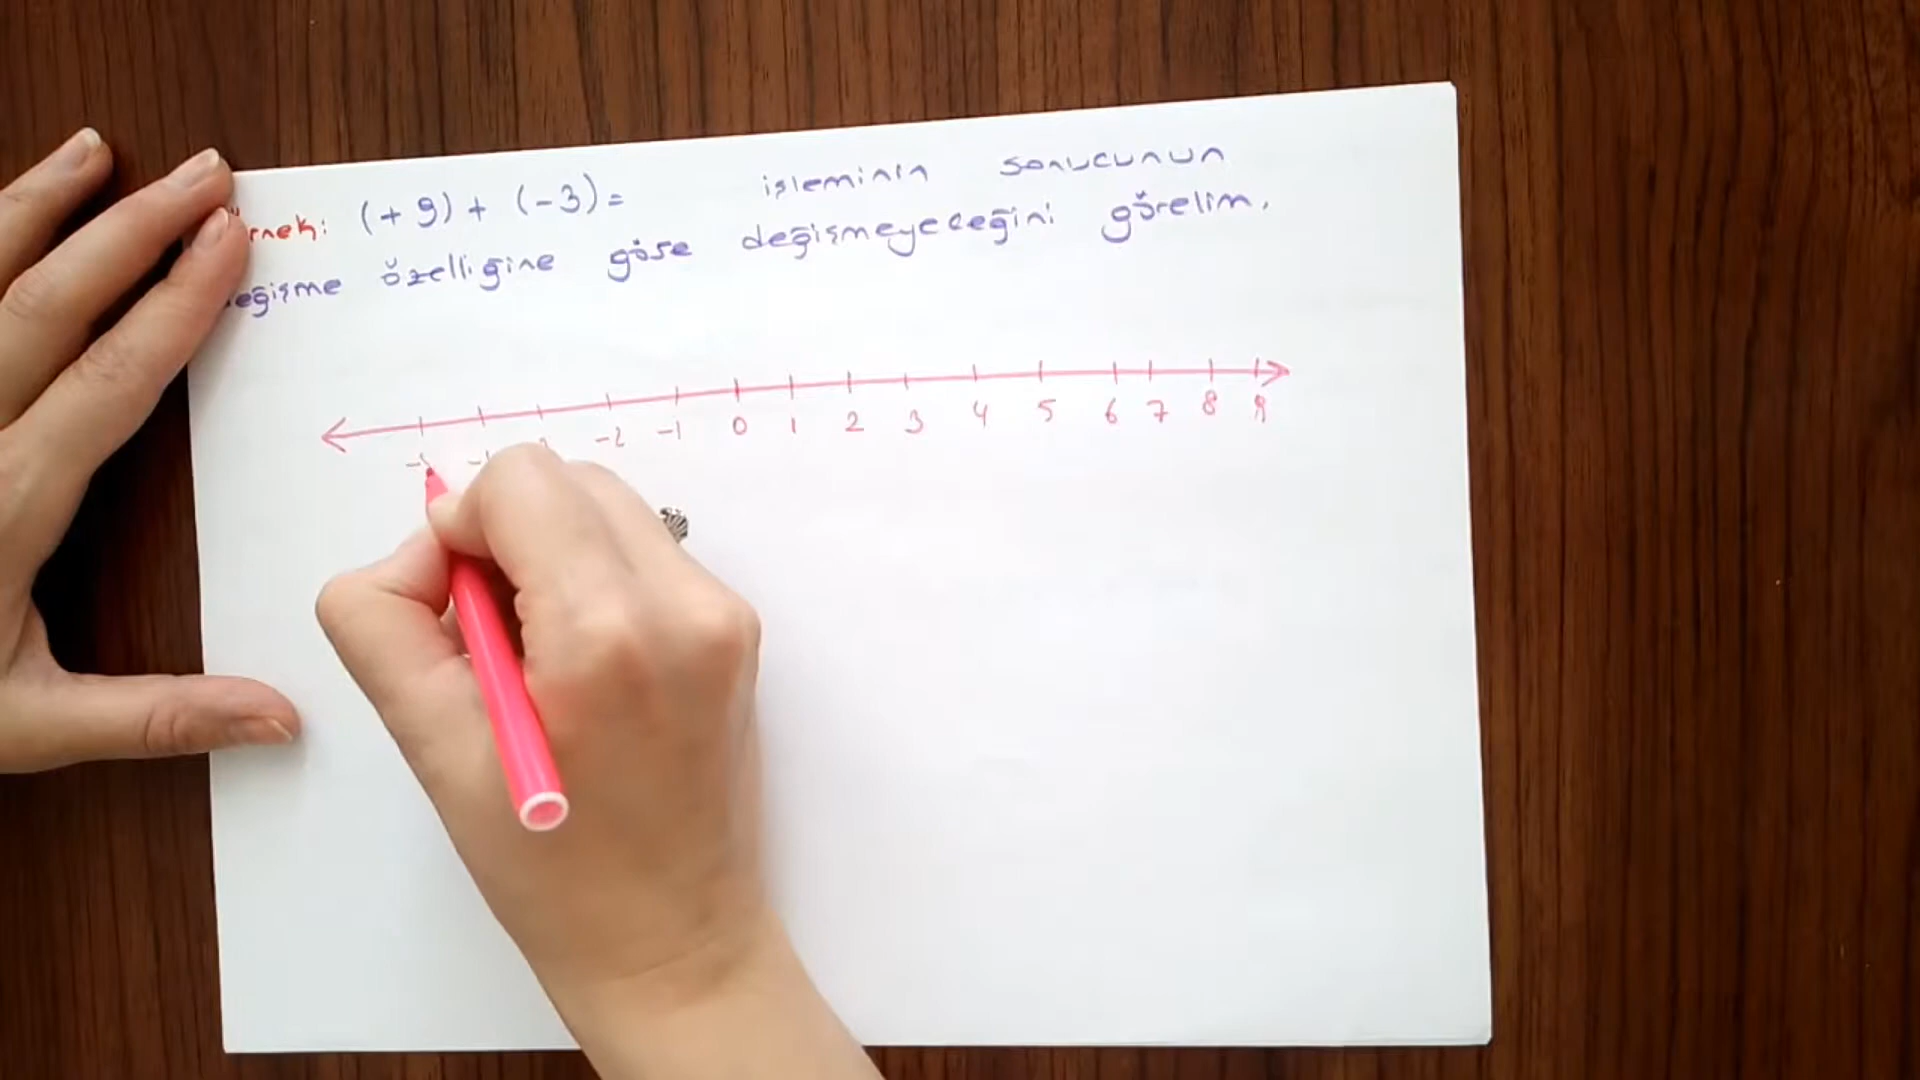 rnek: (+9) + (-3) = işleminin sonucunun
eğişme özelliğine göre değişmeyeceğini görelim.
-2 -1 0 1 2 3 4 5 6 7 8 9